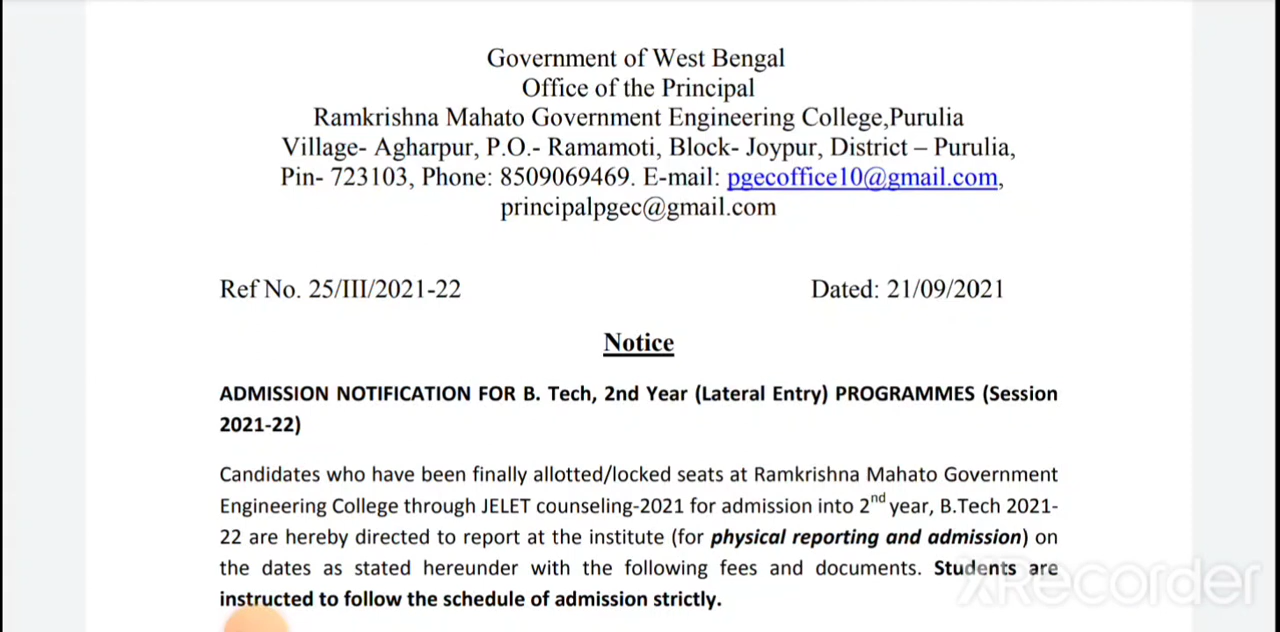 Government of West Bengal
Office of the Principal
Ramkrishna Mahato Government Engineering College,Purulia
Village- Agharpur, P.O.- Ramamoti, Block- Joypur, District – Purulia,
Pin- 723103, Phone: 8509069469. E-mail: pgecoffice10@gmail.com,
principalpgec@gmail.com
Ref No. 25/III/2021-22 Dated: 21/09/2021
Notice
ADMISSION NOTIFICATION FOR B. Tech, 2nd Year (Lateral Entry) PROGRAMMES (Session
2021-22)
Candidates who have been finally allotted/locked seats at Ramkrishna Mahato Government
Engineering College through JELET counseling-2021 for admission into 2nd year, B.Tech 2021-
22 are hereby directed to report at the institute (for physical reporting and admission) on
the dates as stated hereunder with the following fees and documents. Students are
instructed to follow the schedule of admission strictly.
XRecorder